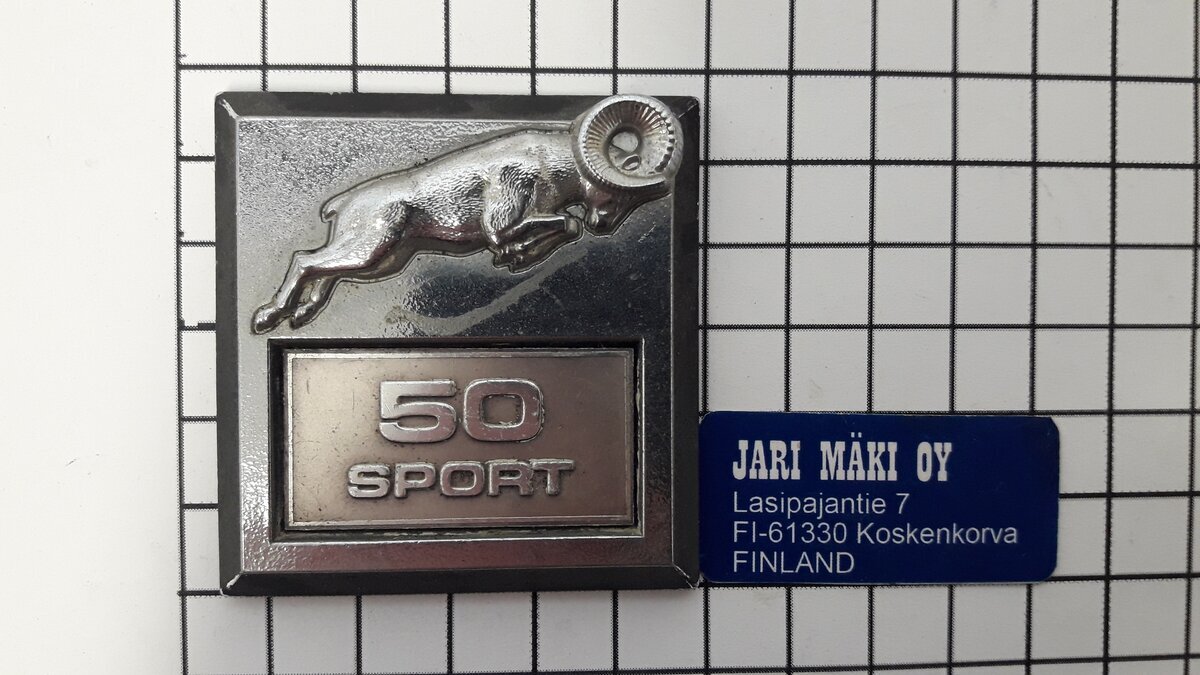 50
SPORT
JARI MÄKI OY
Lasipajantie 7
FI-61330 Koskenkorva
FINLAND